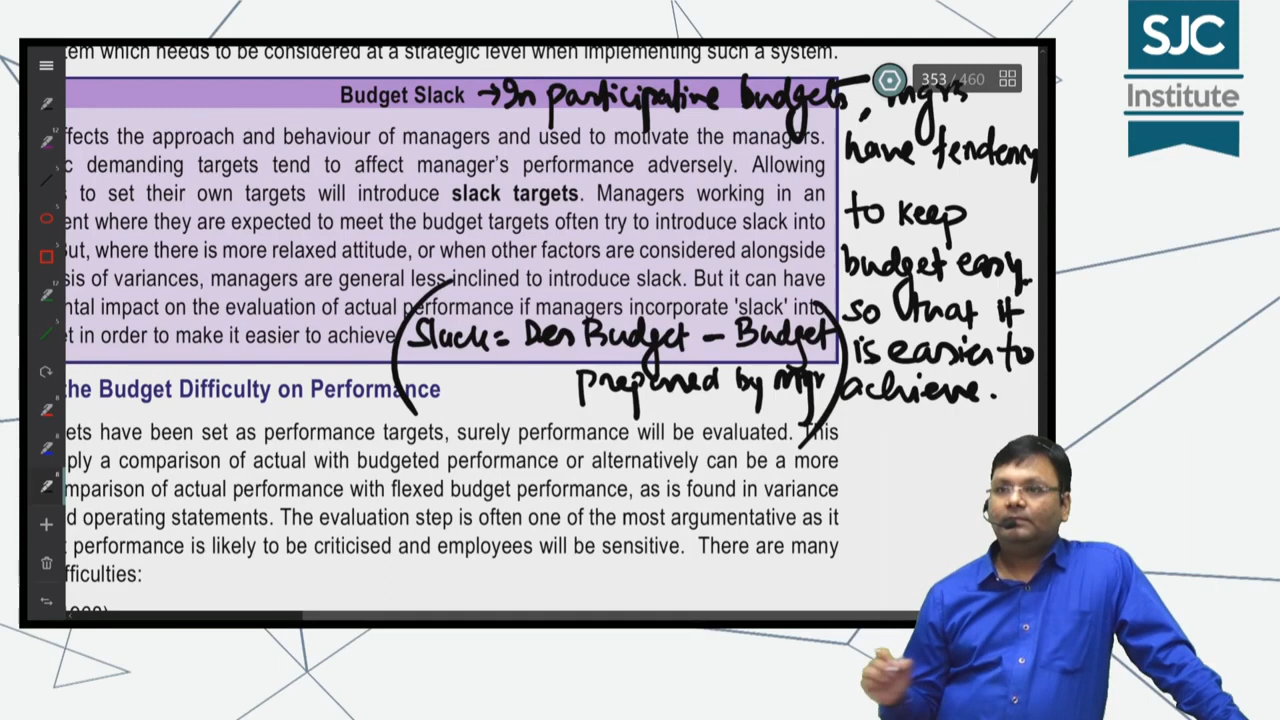 SJC
Institute
353 / 460
tem which needs to be considered at a strategic level when implementing such a system.
Budget Slack → In participative budgets, mgrs
have tendency
to keep
budget easy
so that it
is easier to
achieve.
ffects the approach and behaviour of managers and used to motivate the managers.
c demanding targets tend to affect manager's performance adversely. Allowing
s to set their own targets will introduce slack targets. Managers working in an
ent where they are expected to meet the budget targets often try to introduce slack into
ut, where there is more relaxed attitude, or when other factors are considered alongside
sis of variances, managers are general less inclined to introduce slack. But it can have
ntal impact on the evaluation of actual performance if managers incorporate 'slack' into
t in order to make it easier to achieve
(Slack = Budget – Budget
prepared by mgr)
the Budget Difficulty on Performance
ets have been set as performance targets, surely performance will be evaluated. This
ply a comparison of actual with budgeted performance or alternatively can be a more
mparison of actual performance with flexed budget performance, as is found in variance
d operating statements. The evaluation step is often one of the most argumentative as it
t performance is likely to be criticised and employees will be sensitive. There are many
fficulties: